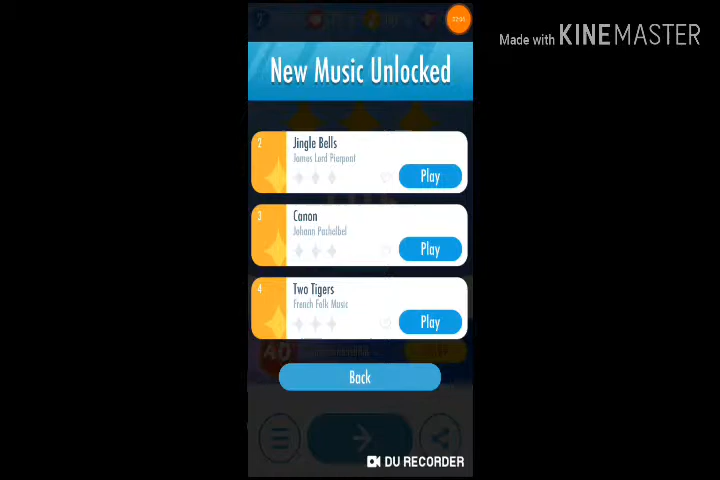 Made with KINEMASTER
New Music Unlocked
2
Jingle Bells
James Lord Pierpont
Play
3
Canon
Johann Pachelbel
Play
4
Two Tigers
French Folk Music
Play
40
Back
DU RECORDER